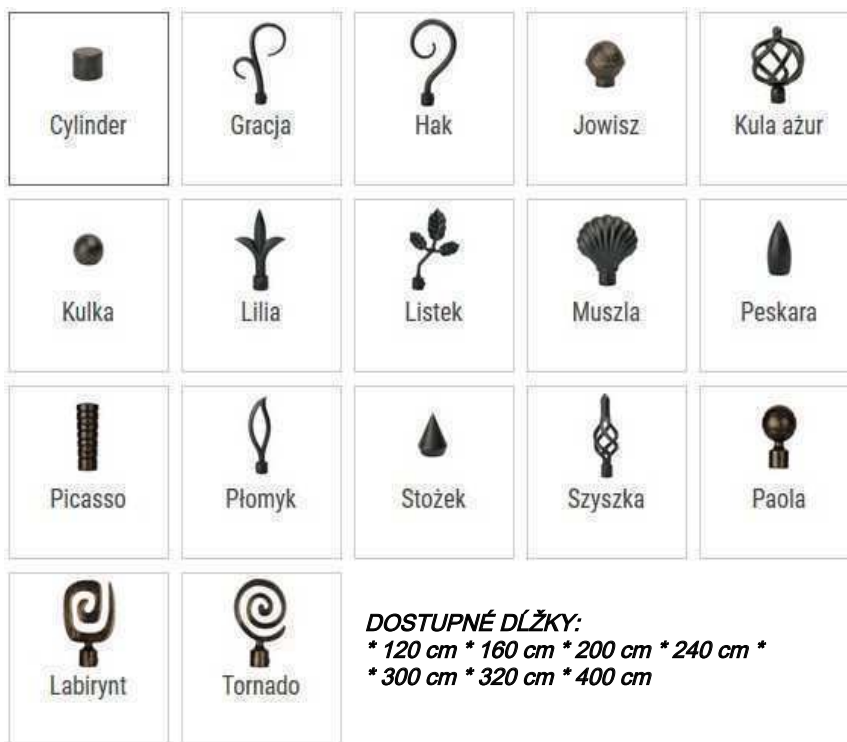 Cylinder
Gracja
Hak
Jowisz
Kula ażur
Kulka
Lilia
Listek
Muszla
Peskara
Picasso
Płomyk
Stożek
Szyszka
Paola
Labirynt
Tornado
DOSTUPNÉ DĹŽKY:
* 120 cm * 160 cm * 200 cm * 240 cm *
* 300 cm * 320 cm * 400 cm